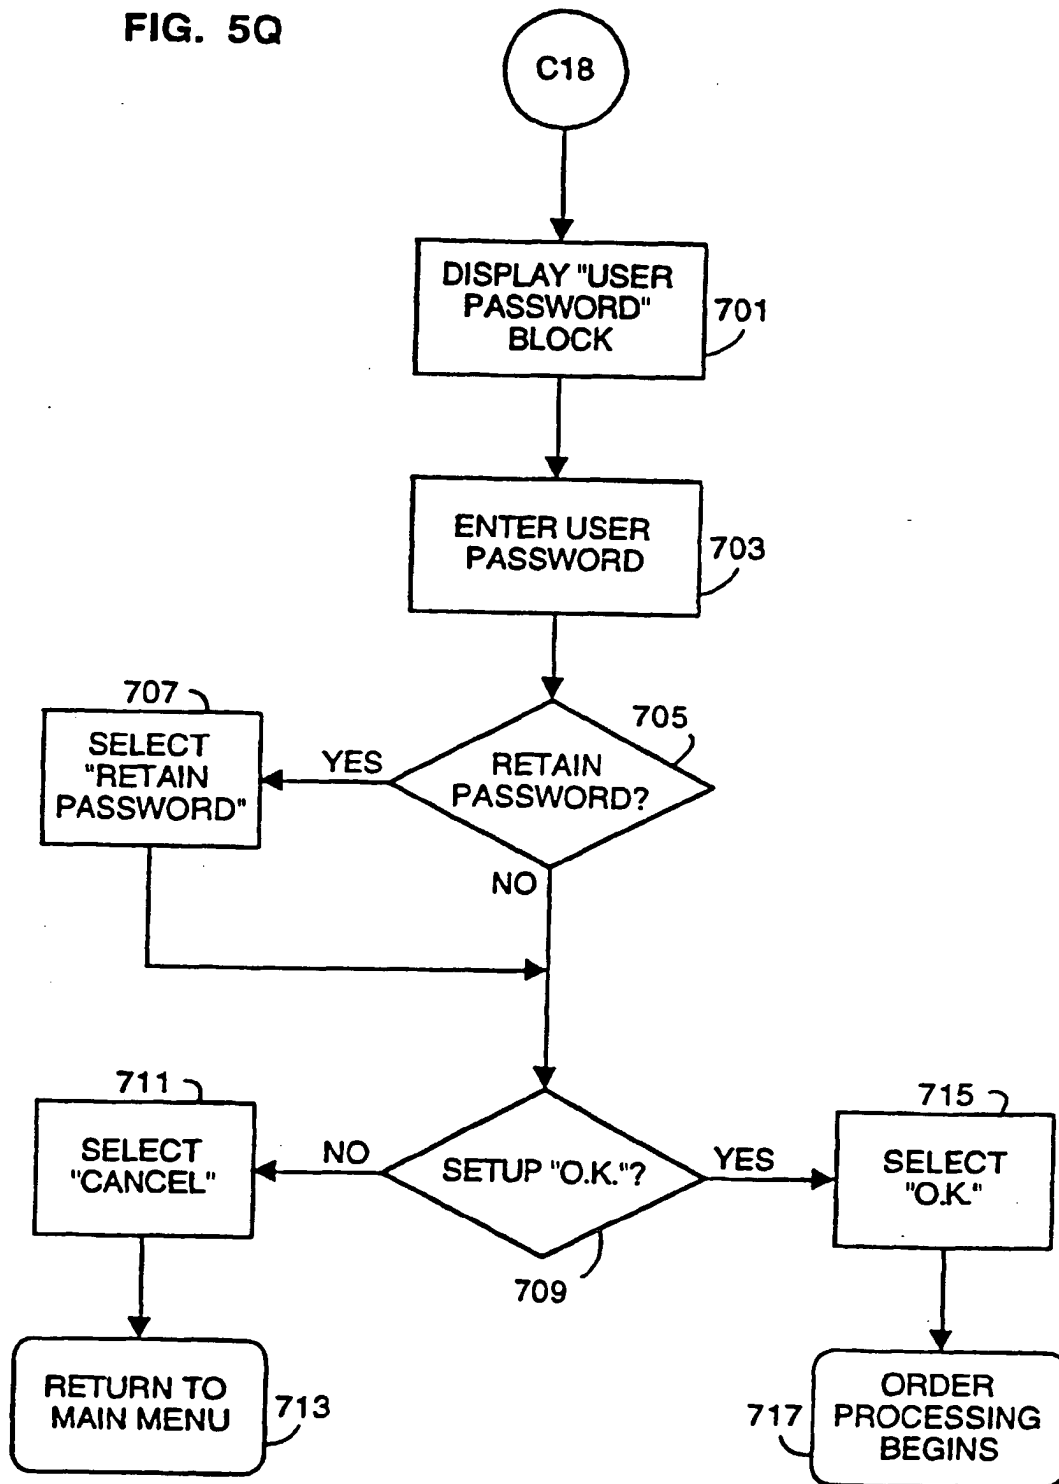 FIG. 5Q
C18
DISPLAY "USER
PASSWORD"
BLOCK
701
ENTER USER
PASSWORD
703
707
SELECT
"RETAIN
PASSWORD"
YES
RETAIN
PASSWORD?
705
NO
711
SELECT
"CANCEL"
NO
SETUP "O.K."?
709
YES
715
SELECT
"O.K."
RETURN TO
MAIN MENU
713
ORDER
PROCESSING
BEGINS
717